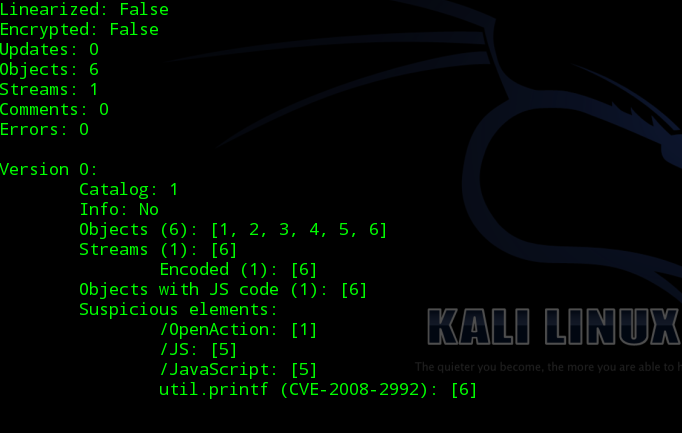 Linearized: False
Encrypted: False
Updates: 0
Objects: 6
Streams: 1
Comments: 0
Errors: 0
Version 0:
Catalog: 1
Info: No
Objects (6): [1, 2, 3, 4, 5, 6]
Streams (1): [6]
Encoded (1): [6]
Objects with JS code (1): [6]
Suspicious elements:
/OpenAction: [1]
/JS: [5]
/JavaScript: [5]
util.printf (CVE-2008-2992): [6]
KALI LINUX
The quieter you become, the more you are able to